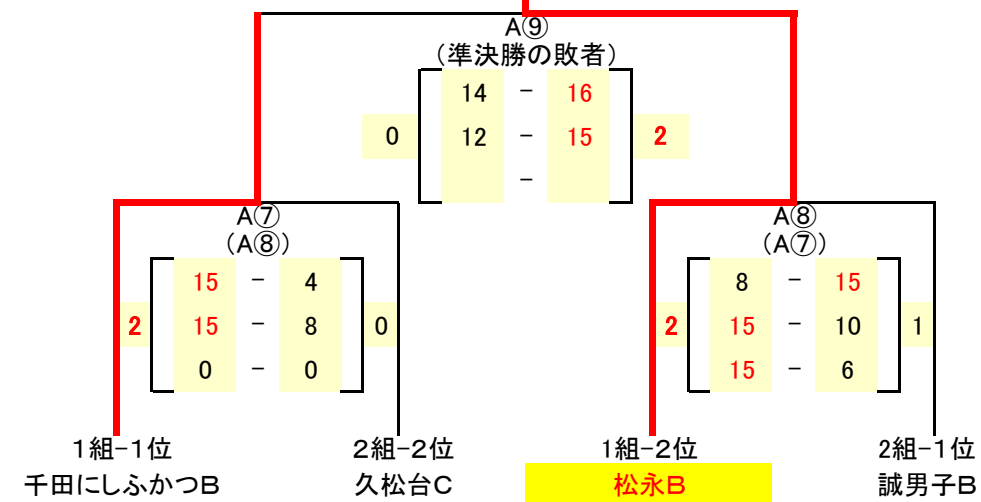 A⑨
(準決勝の敗者)
14 - 16
0 12 - 15 2
-
A⑦ A⑧
(A⑧) (A⑦)
15 - 4 8 - 15
2 15 - 8 0 2 15 - 10 1
0 - 0 15 - 6
1組-1位 2組-2位 1組-2位 2組-1位
千田にしふかつB 久松台C 松永B 誠男子B